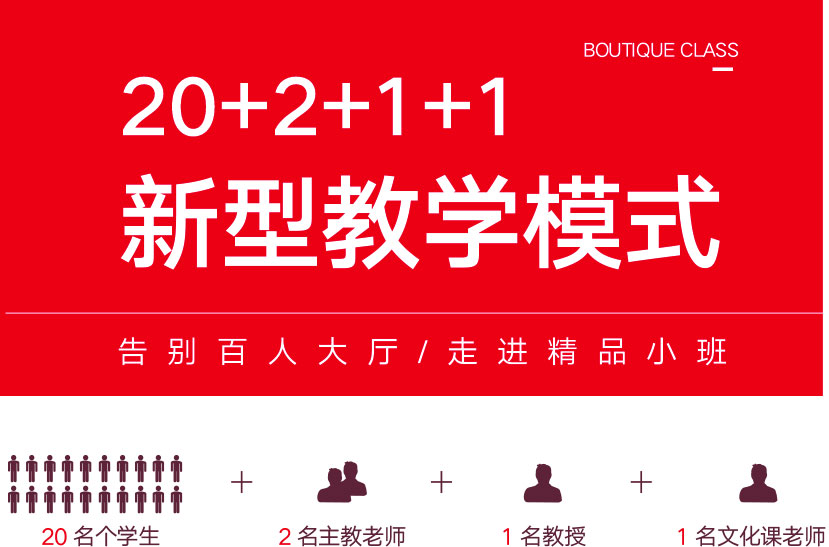 BOUTIQUE CLASS
20+2+1+1
新型教学模式
告别百人大厅/走进精品小班
+ + +
20 名个学生 2 名主教老师 1 名教授 1 名文化课老师